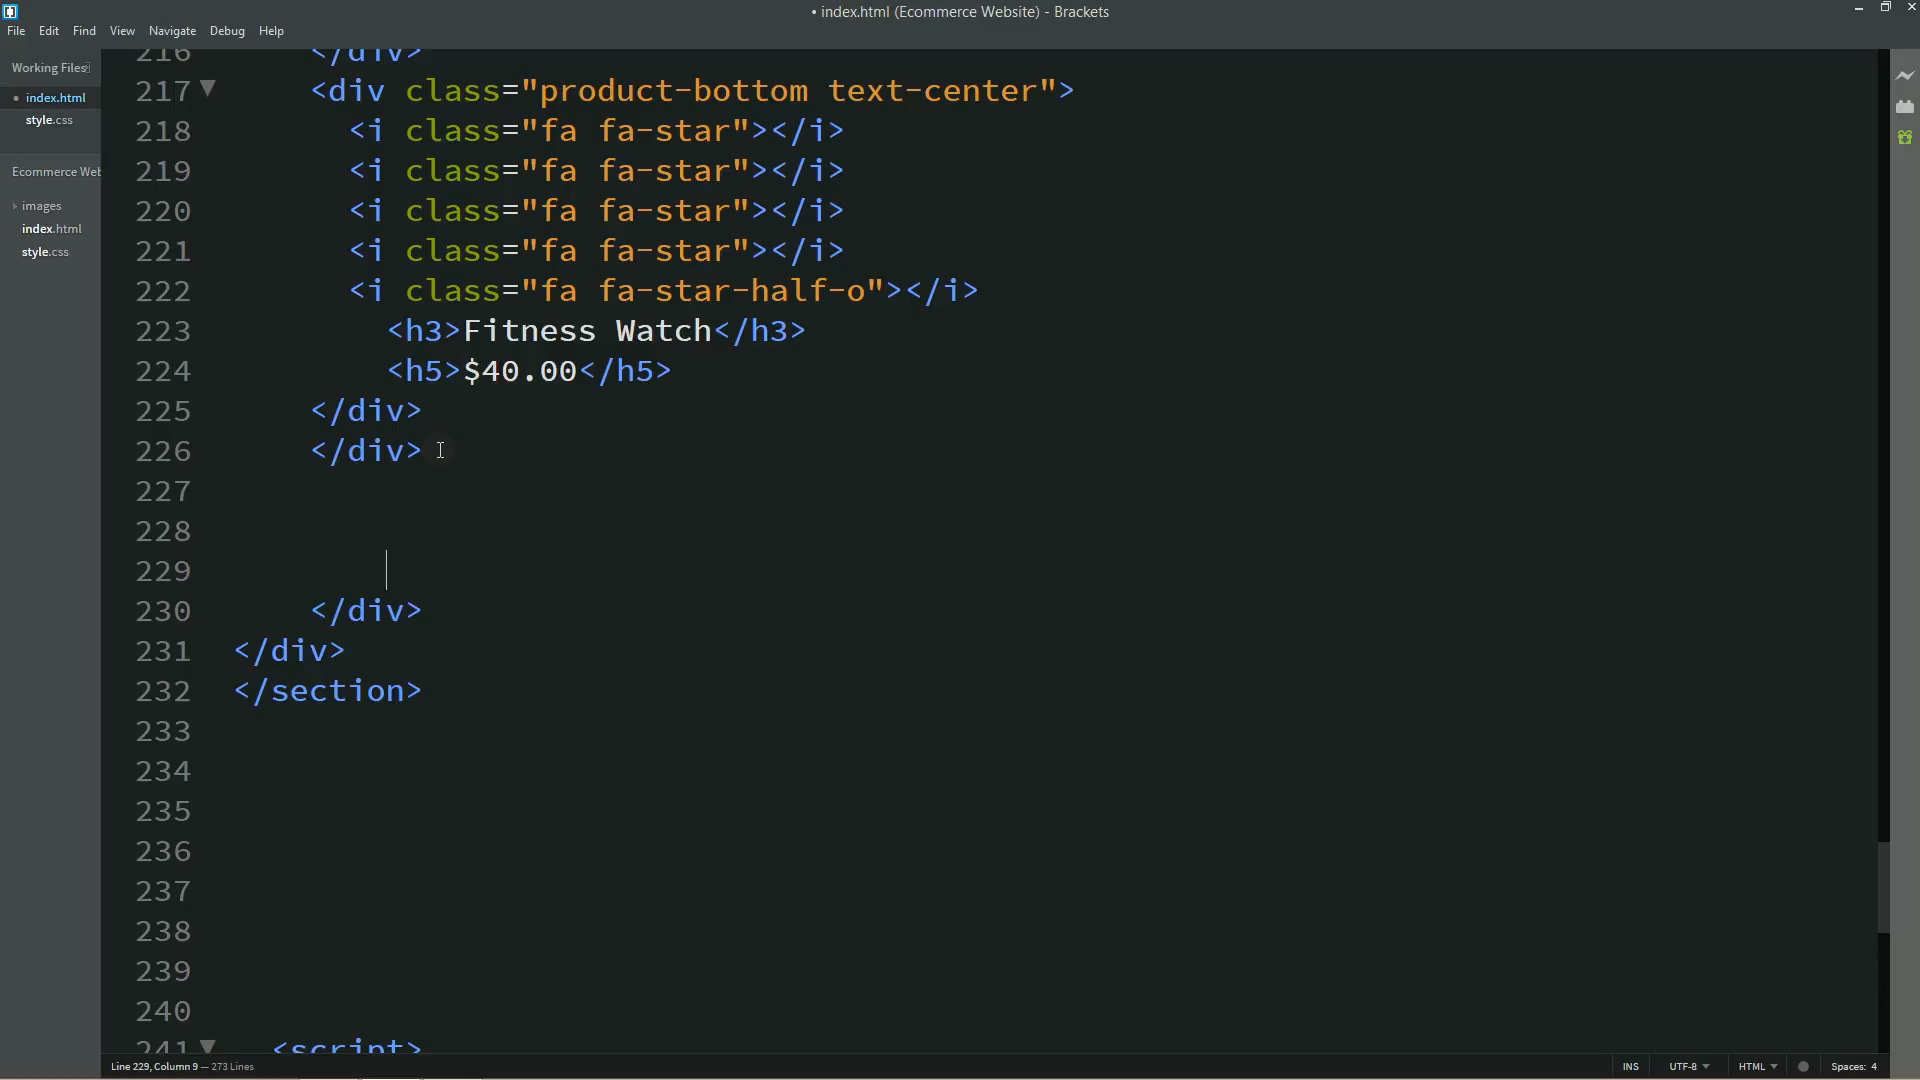 • index.html (Ecommerce Website) - Brackets
File Edit Find View Navigate Debug Help
Working Files
index.html
style.css
Ecommerce Web
images
index.html
style.css
216 </div>
217 <div class="product-bottom text-center">
218 <i class="fa fa-star"></i>
219 <i class="fa fa-star"></i>
220 <i class="fa fa-star"></i>
221 <i class="fa fa-star"></i>
222 <i class="fa fa-star-half-o"></i>
223 <h3>Fitness Watch</h3>
224 <h5>$40.00</h5>
225 </div>
226 </div>
227
228
229
230 </div>
231 </div>
232 </section>
233
234
235
236
237
238
239
240
241 <script>
Line 229, Column 9 — 273 Lines
INS UTF-8 HTML Spaces: 4